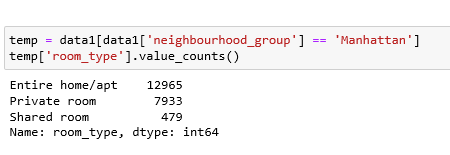 temp = data1[data1['neighbourhood_group'] == 'Manhattan']
temp['room_type'].value_counts()
Entire home/apt    12965
Private room        7933
Shared room          479
Name: room_type, dtype: int64